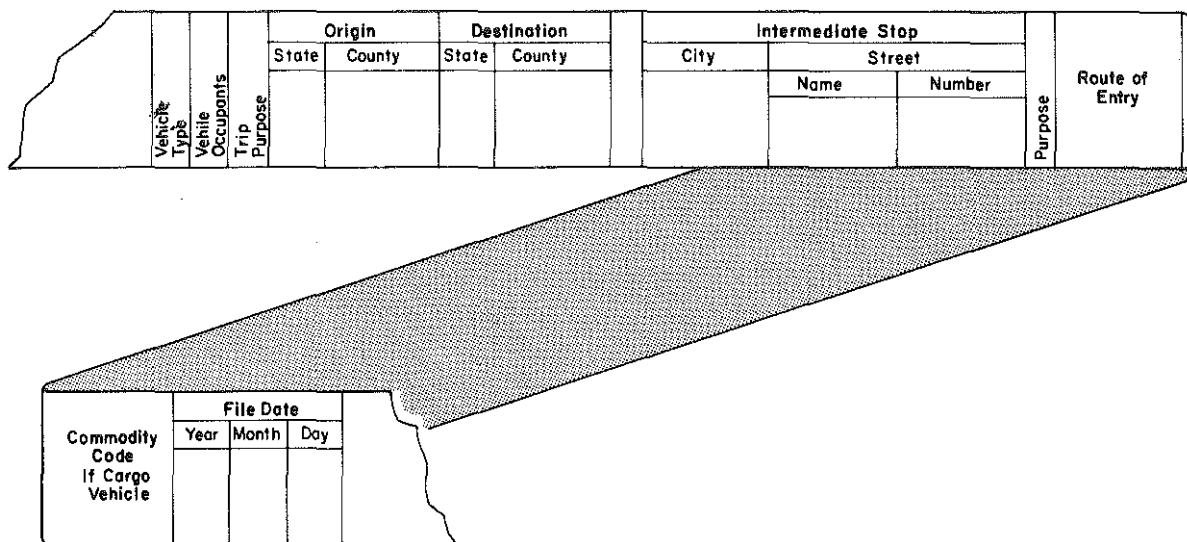 Vehicle Type
Vehile Occupants
Trip Purpose
Origin
State County
Destination
State County
Intermediate Stop
City Street
Name Number
Purpose
Route of
Entry
Commodity
Code
If Cargo
Vehicle
File Date
Year Month Day